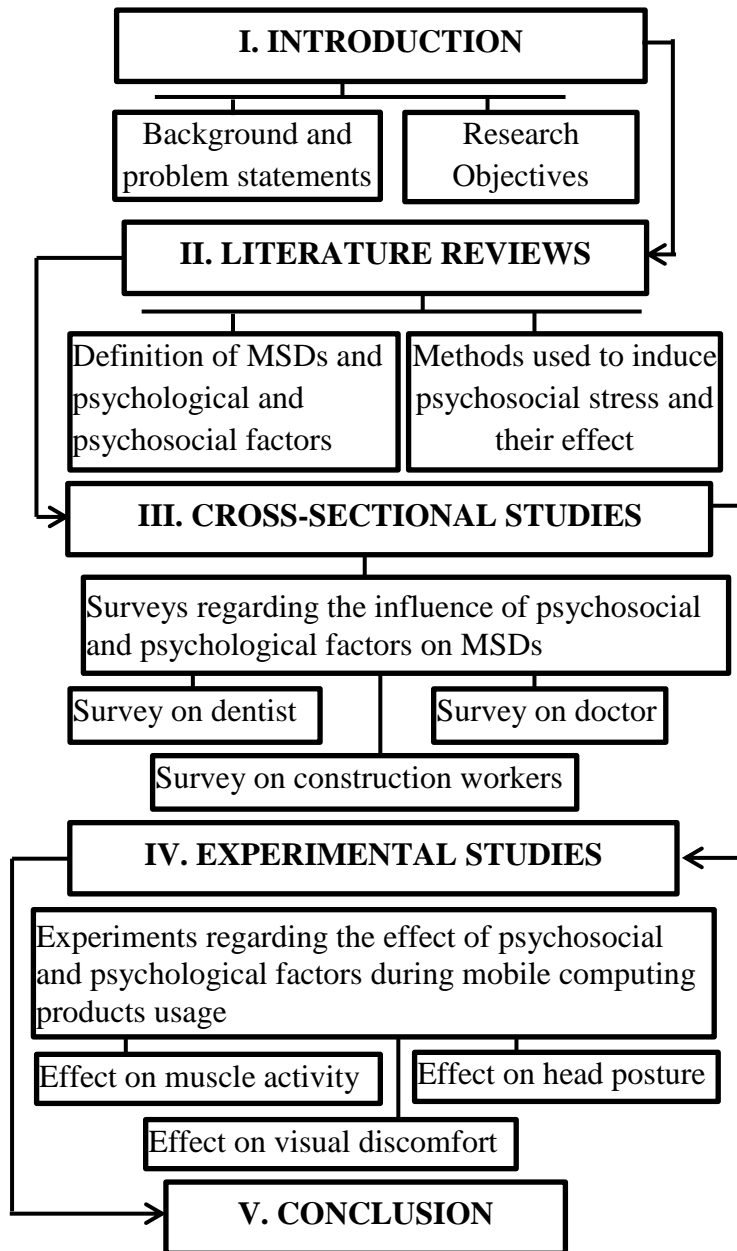 I. INTRODUCTION
Background and
problem statements
Research
Objectives
II. LITERATURE REVIEWS
Definition of MSDs and
psychological and
psychosocial factors
Methods used to induce
psychosocial stress and
their effect
III. CROSS-SECTIONAL STUDIES
Surveys regarding the influence of psychosocial
and psychological factors on MSDs
Survey on dentist
Survey on doctor
Survey on construction workers
IV. EXPERIMENTAL STUDIES
Experiments regarding the effect of psychosocial
and psychological factors during mobile computing
products usage
Effect on muscle activity
Effect on head posture
Effect on visual discomfort
V. CONCLUSION